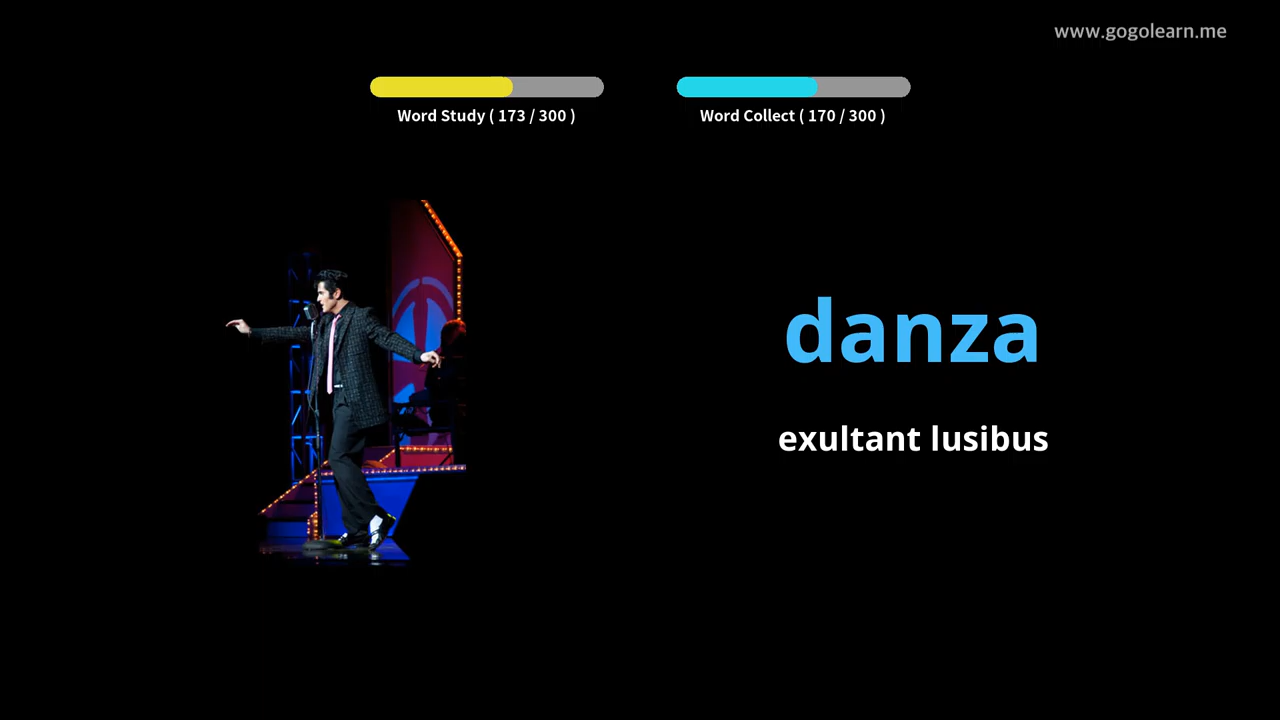 www.gogolearn.me
Word Study ( 173 / 300 )
Word Collect ( 170 / 300 )
danza
exultant lusibus